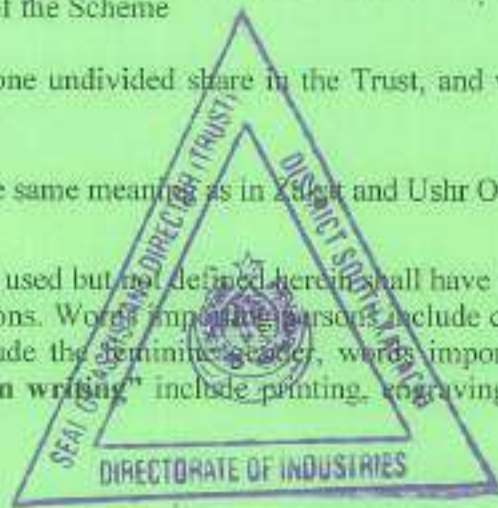 of the Scheme
one undivided share in the Trust, and
e same meaning as in Zakat and Ushr O
used but not defined herein shall have
ons. Words importing persons include c
ude the feminine gender, words impor
n writing" include printing, engraving
SEAL OF ASSISTANT DIRECTOR (TRUST)
DISTRICT SOUTH KARACHI
DIRECTORATE OF INDUSTRIES